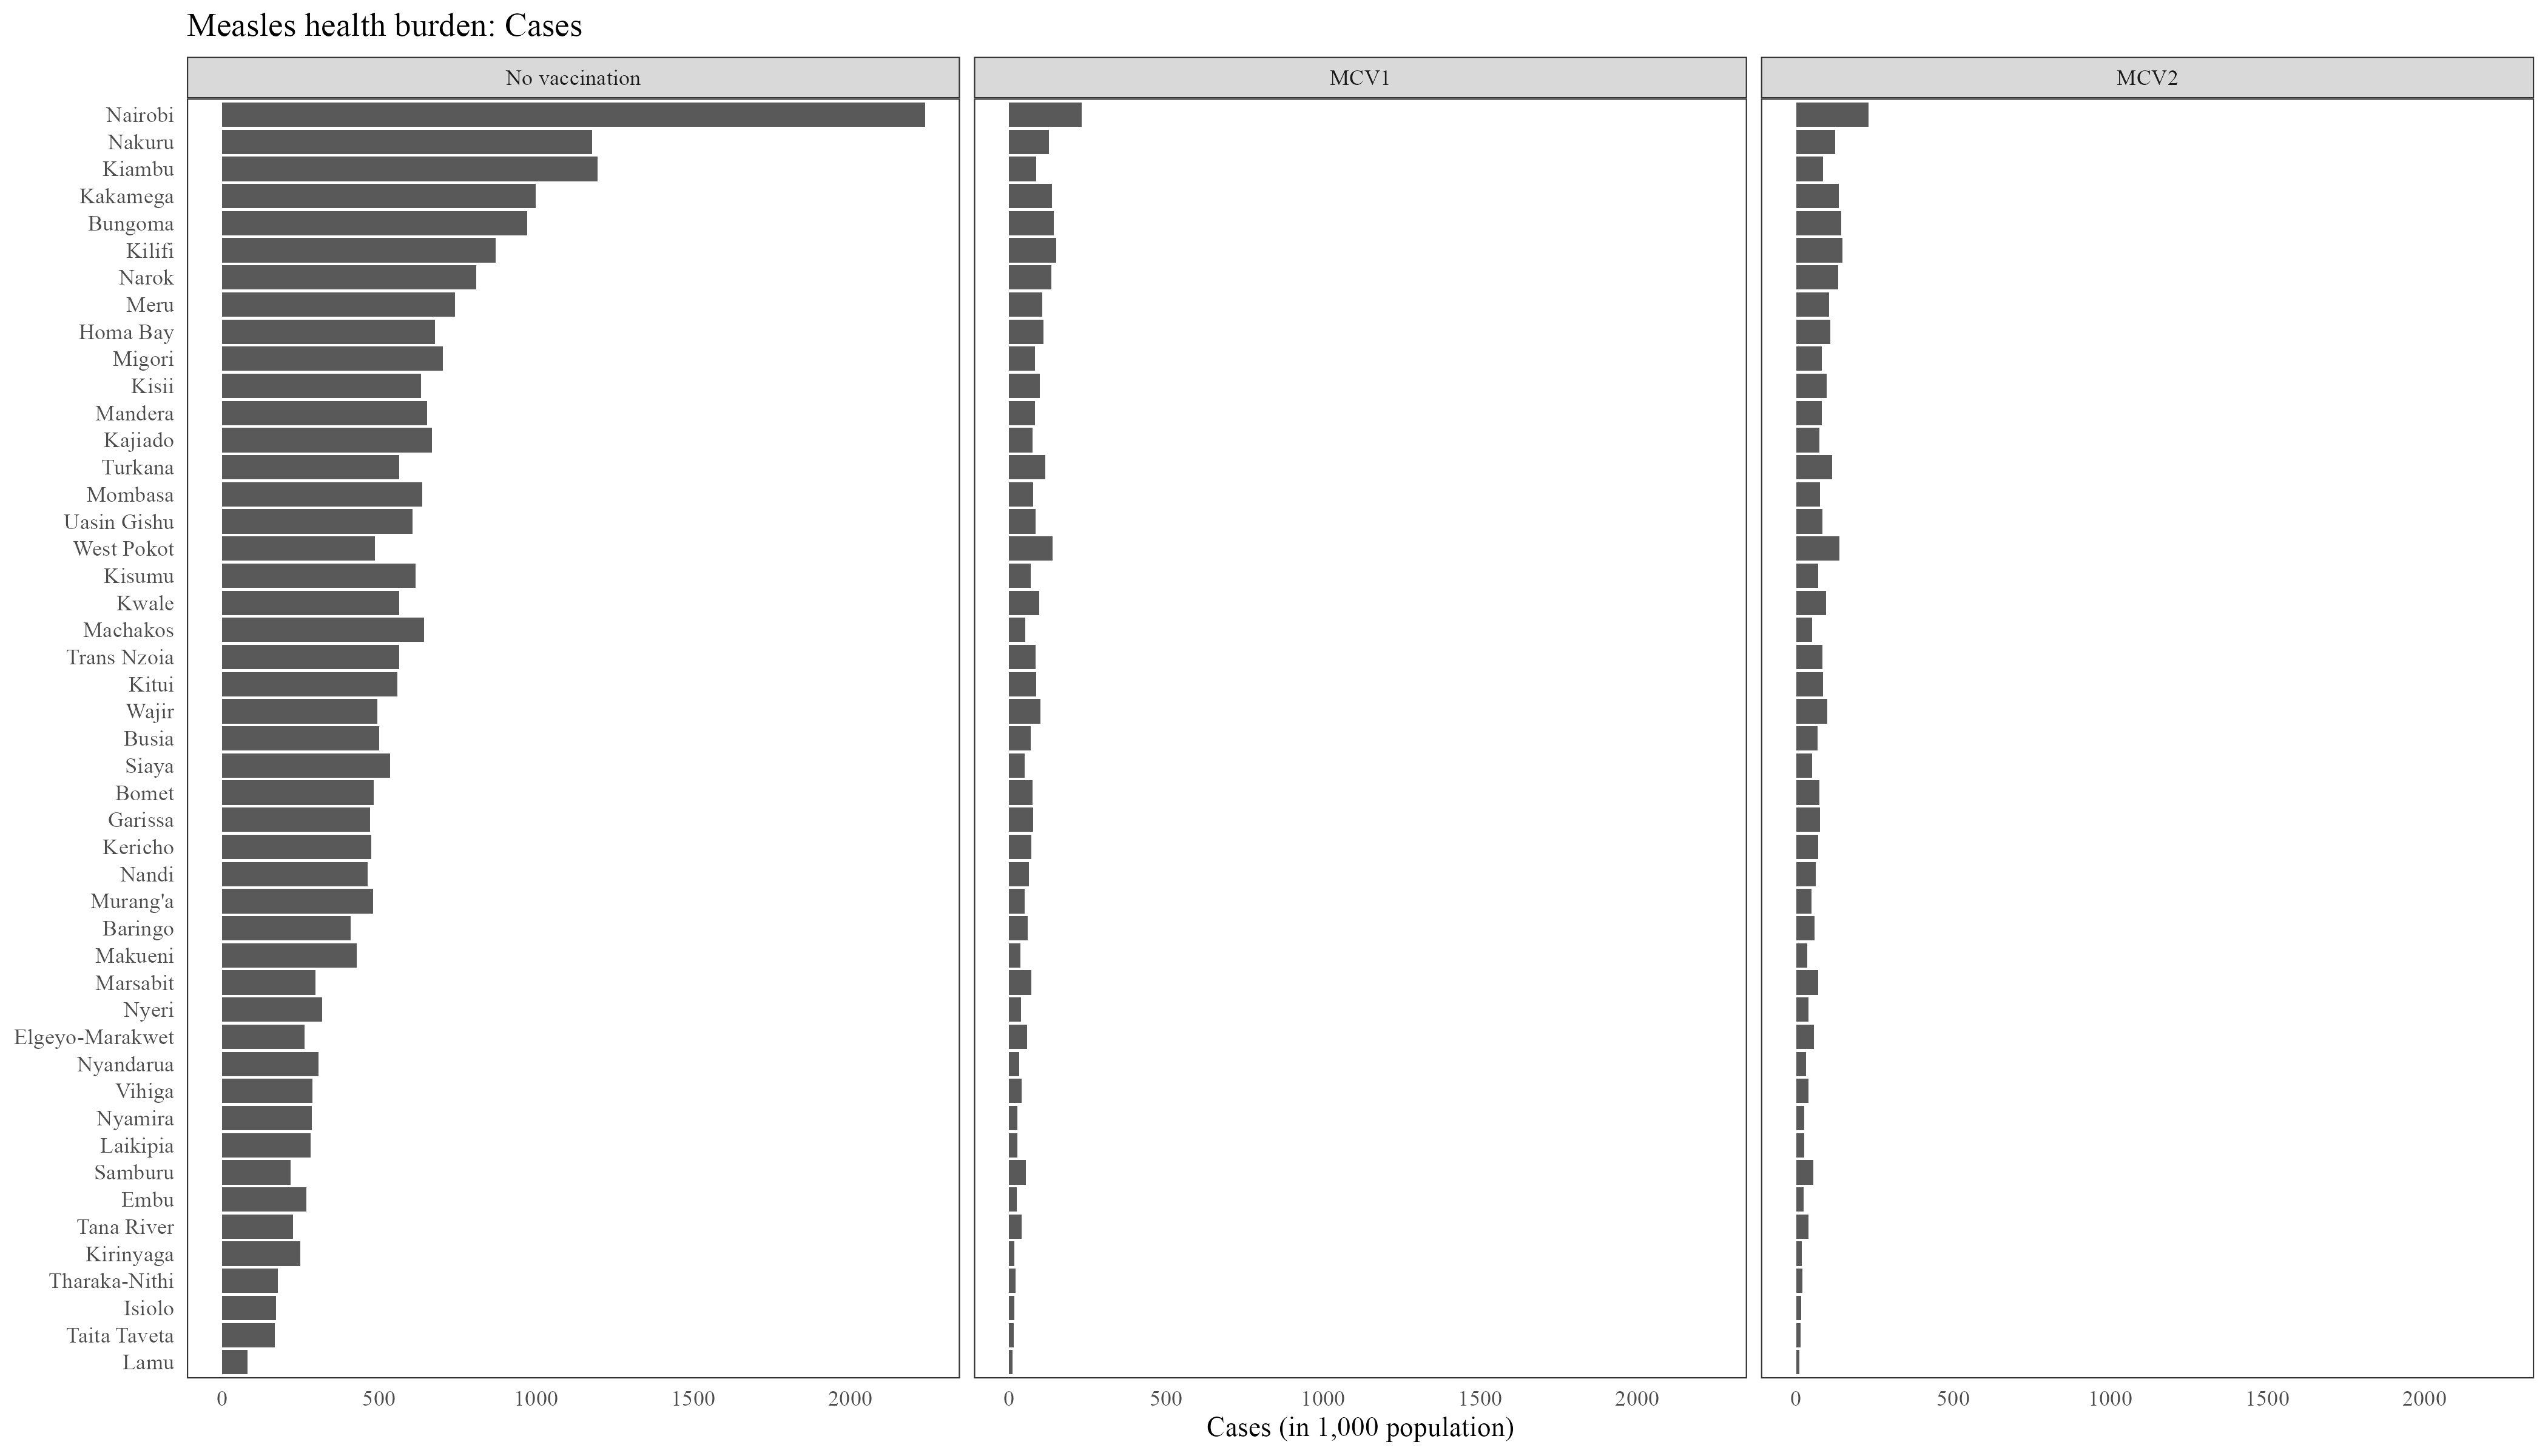 Measles health burden: Cases
No vaccination
MCV1
MCV2
Nairobi
Nakuru
Kiambu
Kakamega
Bungoma
Kilifi
Narok
Meru
Homa Bay
Migori
Kisii
Mandera
Kajiado
Turkana
Mombasa
Uasin Gishu
West Pokot
Kisumu
Kwale
Machakos
Trans Nzoia
Kitui
Wajir
Busia
Siaya
Bomet
Garissa
Kericho
Nandi
Murang'a
Baringo
Makueni
Marsabit
Nyeri
Elgeyo-Marakwet
Nyandarua
Vihiga
Nyamira
Laikipia
Samburu
Embu
Tana River
Kirinyaga
Tharaka-Nithi
Isiolo
Taita Taveta
Lamu
0 500 1000 1500 2000
0 500 1000 1500 2000
0 500 1000 1500 2000
Cases (in 1,000 population)